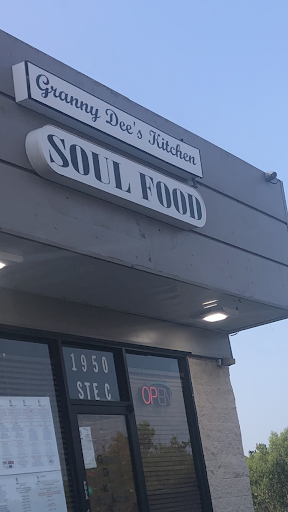 Granny Dee's Kitchen
SOUL FOOD
1950
STE.C
OPEN